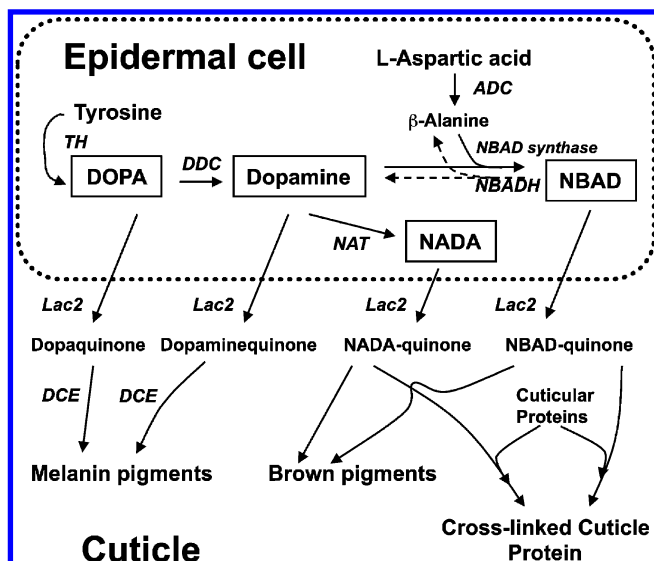 Epidermal cell
L-Aspartic acid
ADC
Tyrosine
β-Alanine
TH
NBAD synthase
DDC
DOPA
Dopamine
NBADH
NBAD
NAT
NADA
Lac2
Lac2
Lac2
Lac2
Dopaquinone
Dopaminequinone
NADA-quinone
NBAD-quinone
DCE
DCE
Cuticular
Proteins
Melanin pigments
Brown pigments
Cross-linked Cuticle
Protein
Cuticle